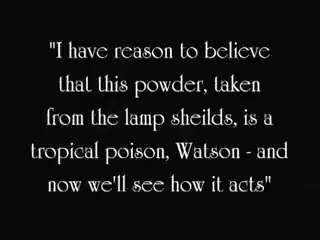 "I have reason to believe
that this powder, taken
from the lamp sheilds, is a
tropical poison, Watson - and
now we'll see how it acts"